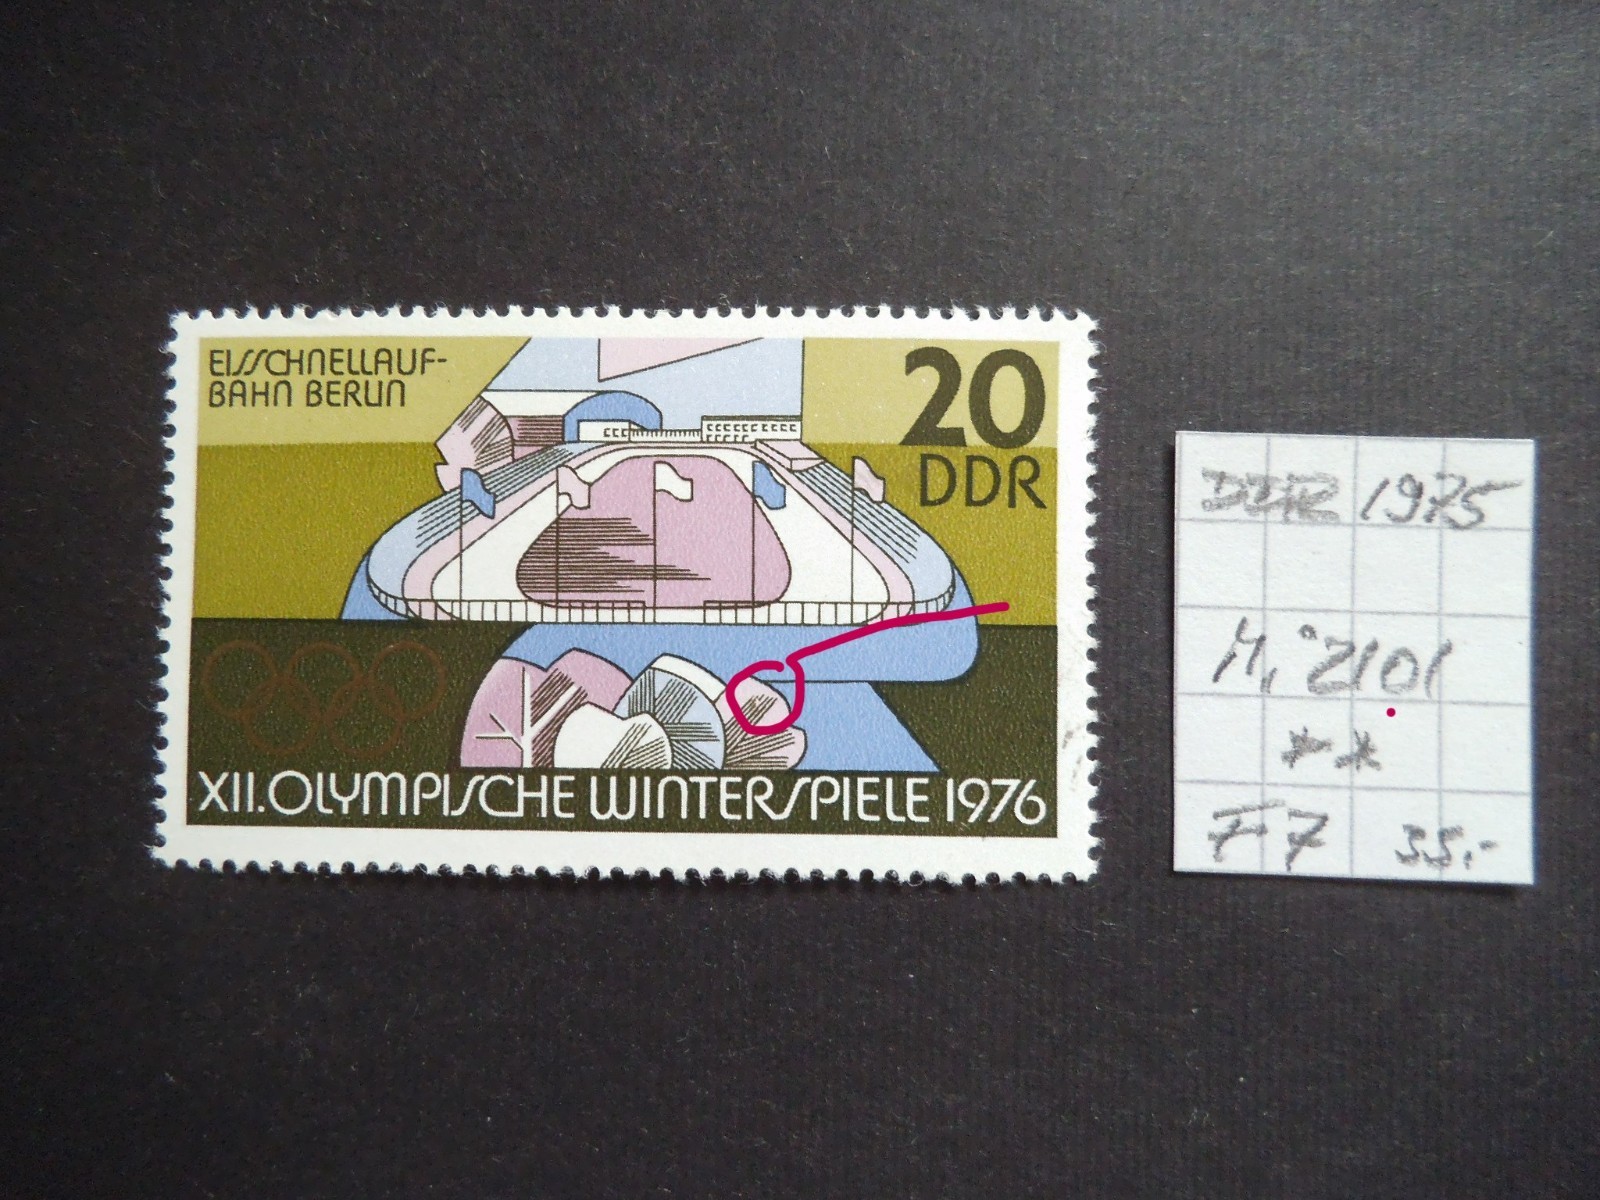 EISSCHNELLAUF-
BAHN BERLIN
20
DDR
XII. OLYMPISCHE WINTERSPIELE 1976
DDR 1975
Mi 2101
**
F7 35.-